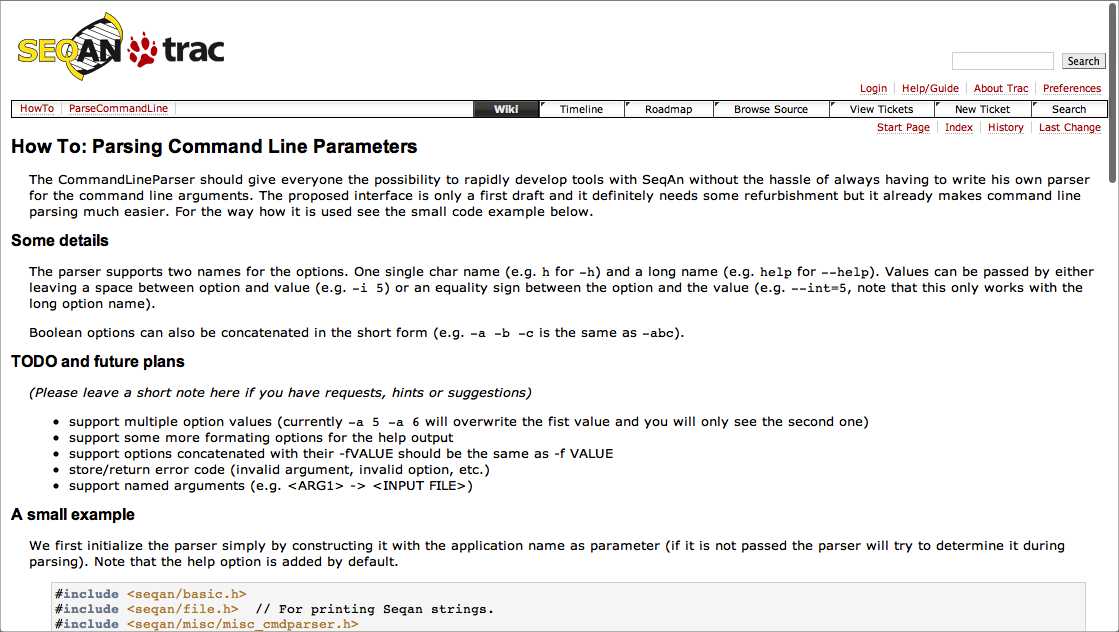 SEQAN trac
Search
Login Help/Guide About Trac Preferences
HowTo ParseCommandLine Wiki Timeline Roadmap Browse Source View Tickets New Ticket Search
Start Page Index History Last Change
How To: Parsing Command Line Parameters
The CommandLineParser should give everyone the possibility to rapidly develop tools with SeqAn without the hassle of always having to write his own parser
for the command line arguments. The proposed interface is only a first draft and it definitely needs some refurbishment but it already makes command line
parsing much easier. For the way how it is used see the small code example below.
Some details
The parser supports two names for the options. One single char name (e.g. h for -h) and a long name (e.g. help for --help). Values can be passed by either
leaving a space between option and value (e.g. -i 5) or an equality sign between the option and the value (e.g. --int=5, note that this only works with the
long option name).
Boolean options can also be concatenated in the short form (e.g. -a -b -c is the same as -abc).
TODO and future plans
(Please leave a short note here if you have requests, hints or suggestions)
• support multiple option values (currently -a 5 -a 6 will overwrite the fist value and you will only see the second one)
• support some more formating options for the help output
• support options concatenated with their -fVALUE should be the same as -f VALUE
• store/return error code (invalid argument, invalid option, etc.)
• support named arguments (e.g. <ARG1> -> <INPUT FILE>)
A small example
We first initialize the parser simply by constructing it with the application name as parameter (if it is not passed the parser will try to determine it during
parsing). Note that the help option is added by default.
#include <seqan/basic.h>
#include <seqan/file.h>  // For printing Seqan strings.
#include <seqan/misc/misc_cmdparser.h>